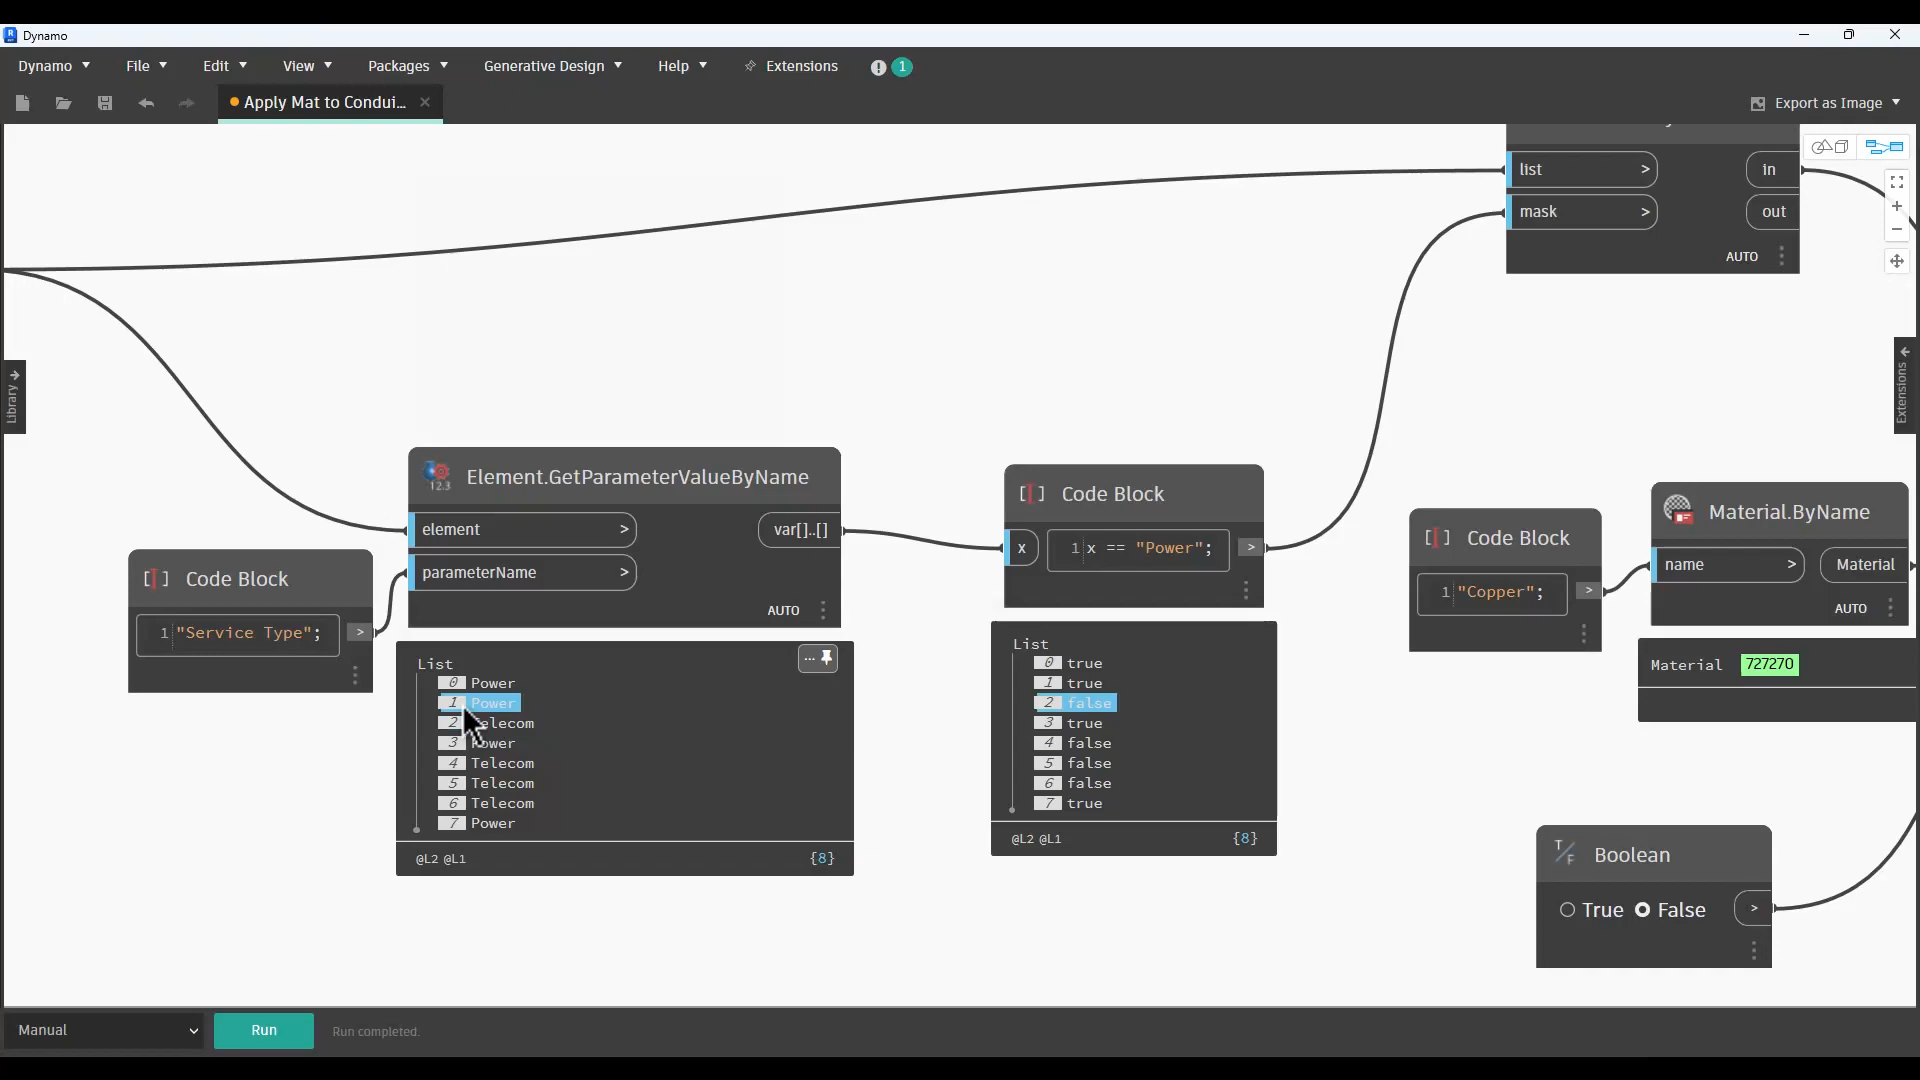 Dynamo
Dynamo File Edit View Packages Generative Design Help Extensions 1
Apply Mat to Condui... Export as Image
list > in
mask > out
AUTO
Library
Extensions
Element.GetParameterValueByName
element > var[]..[]
parameterName >
AUTO
Code Block
1 "Service Type"; >
List
0 Power
1 Power
2 elecom
3 Power
4 Telecom
5 Telecom
6 Telecom
7 Power
@L2 @L1 {8}
Code Block
x 1 x == "Power"; >
List
0 true
1 true
2 false
3 true
4 false
5 false
6 false
7 true
@L2 @L1 {8}
Code Block
1 "Copper"; >
Material.ByName
name > Material
AUTO
Material 727270
Boolean
True False >
Manual Run Run completed.